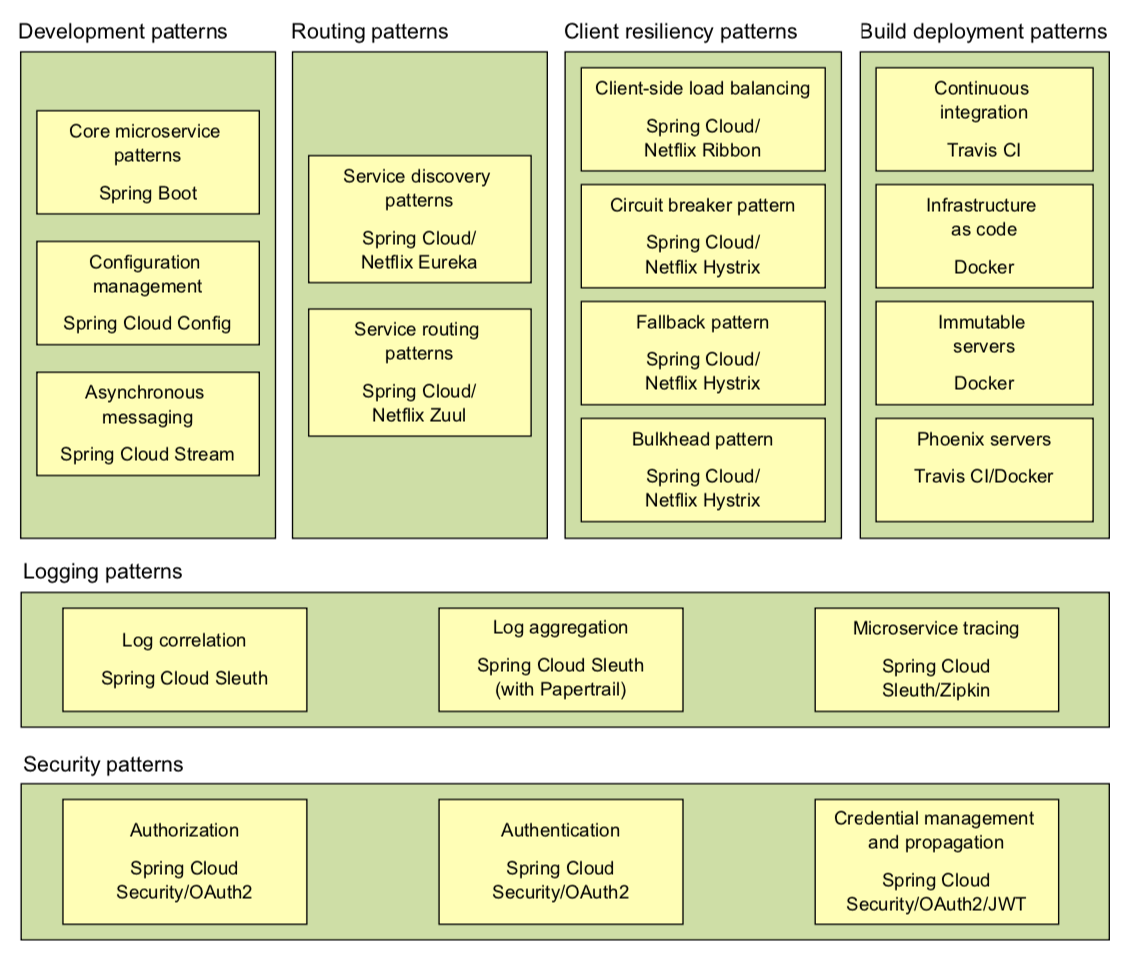 Development patterns
Core microservice
patterns
Spring Boot
Configuration
management
Spring Cloud Config
Asynchronous
messaging
Spring Cloud Stream
Routing patterns
Service discovery
patterns
Spring Cloud/
Netflix Eureka
Service routing
patterns
Spring Cloud/
Netflix Zuul
Client resiliency patterns
Client-side load balancing
Spring Cloud/
Netflix Ribbon
Circuit breaker pattern
Spring Cloud/
Netflix Hystrix
Fallback pattern
Spring Cloud/
Netflix Hystrix
Bulkhead pattern
Spring Cloud/
Netflix Hystrix
Build deployment patterns
Continuous
integration
Travis CI
Infrastructure
as code
Docker
Immutable
servers
Docker
Phoenix servers
Travis CI/Docker
Logging patterns
Log correlation
Spring Cloud Sleuth
Log aggregation
Spring Cloud Sleuth
(with Papertrail)
Microservice tracing
Spring Cloud
Sleuth/Zipkin
Security patterns
Authorization
Spring Cloud
Security/OAuth2
Authentication
Spring Cloud
Security/OAuth2
Credential management
and propagation
Spring Cloud
Security/OAuth2/JWT